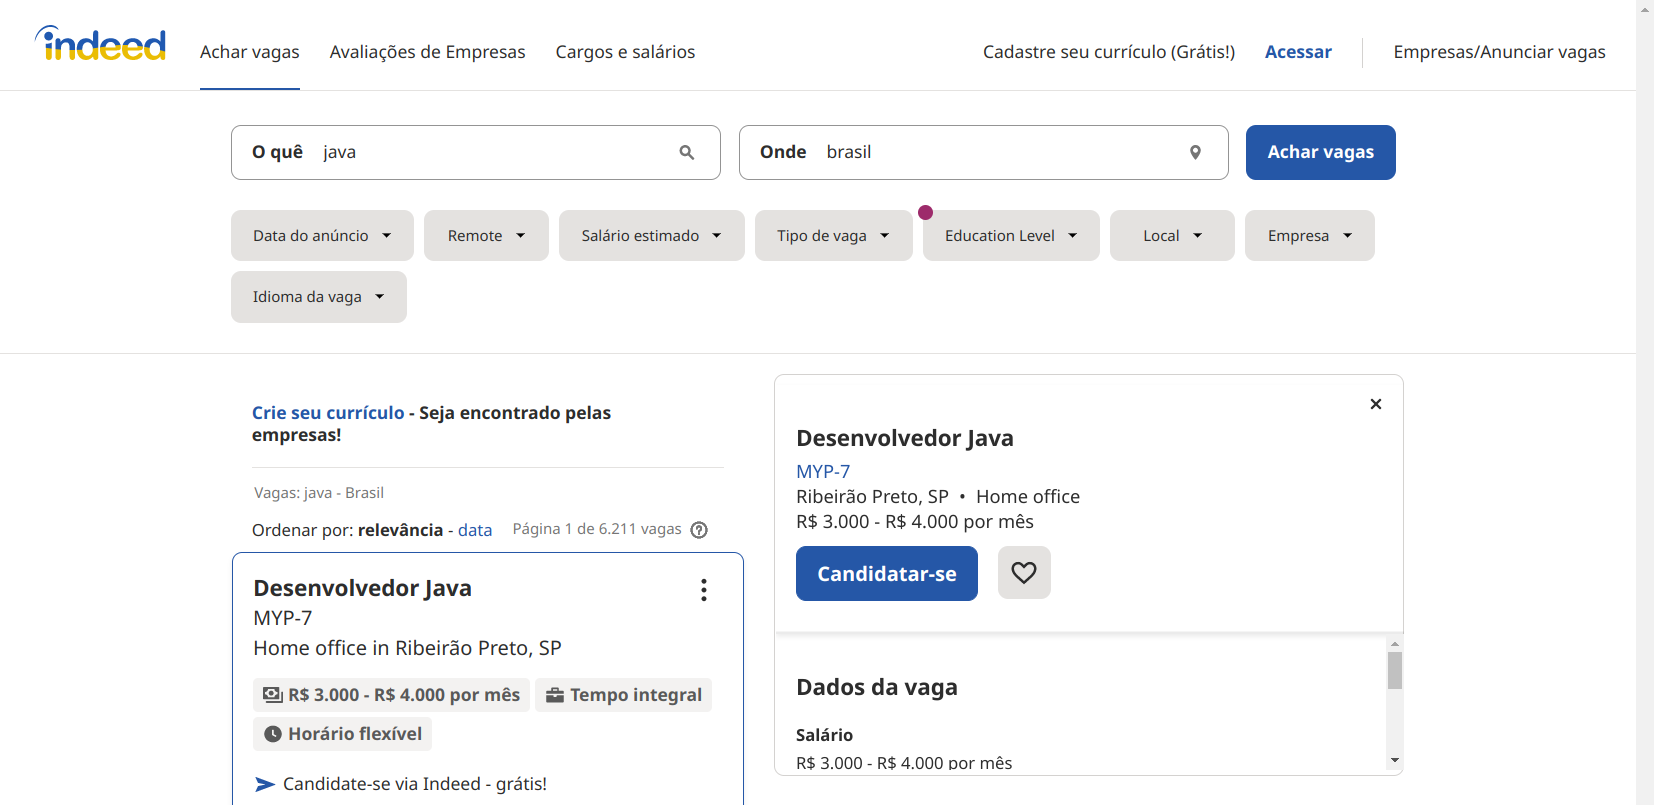 indeed
Achar vagas
Avaliações de Empresas
Cargos e salários
Cadastre seu currículo (Grátis!)
Acessar
Empresas/Anunciar vagas
O quê java
Onde brasil
Achar vagas
Data do anúncio
Remote
Salário estimado
Tipo de vaga
Education Level
Local
Empresa
Idioma da vaga
Crie seu currículo - Seja encontrado pelas
empresas!
Vagas: java - Brasil
Ordenar por: relevância - data
Página 1 de 6.211 vagas
Desenvolvedor Java
MYP-7
Home office in Ribeirão Preto, SP
R$ 3.000 - R$ 4.000 por mês
Tempo integral
Horário flexível
Candidate-se via Indeed - grátis!
Desenvolvedor Java
MYP-7
Ribeirão Preto, SP • Home office
R$ 3.000 - R$ 4.000 por mês
Candidatar-se
Dados da vaga
Salário
R$ 3.000 - R$ 4.000 por mês